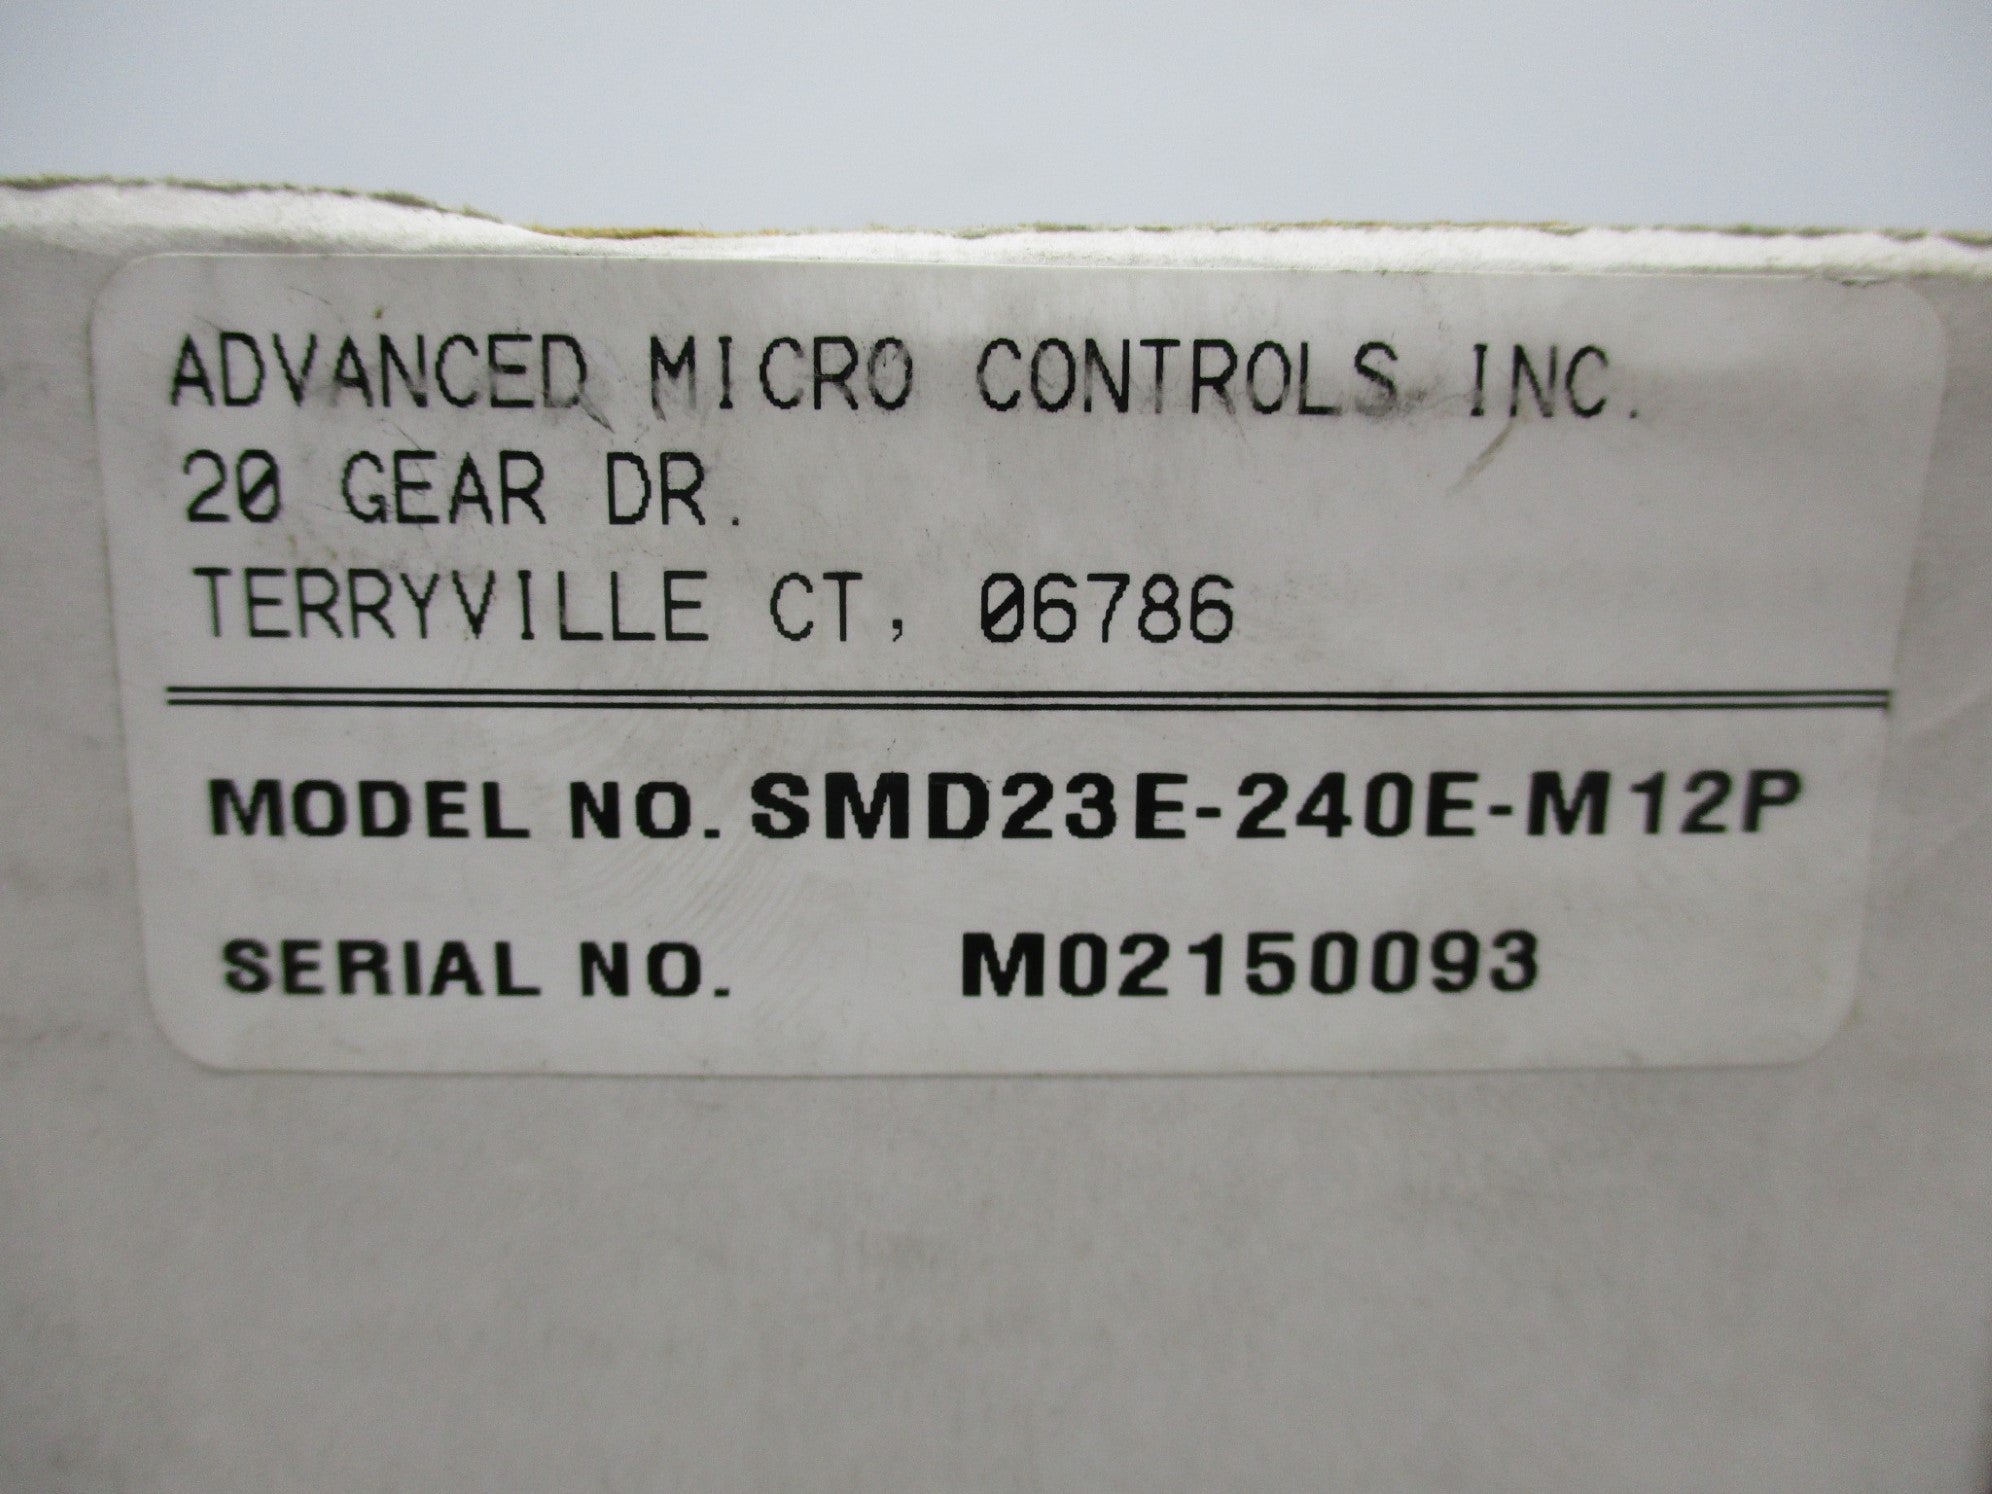 ADVANCED MICRO CONTROLS INC.
20 GEAR DR.
TERRYVILLE CT, 06786
MODEL NO. SMD23E-240E-M12P
SERIAL NO. M02150093